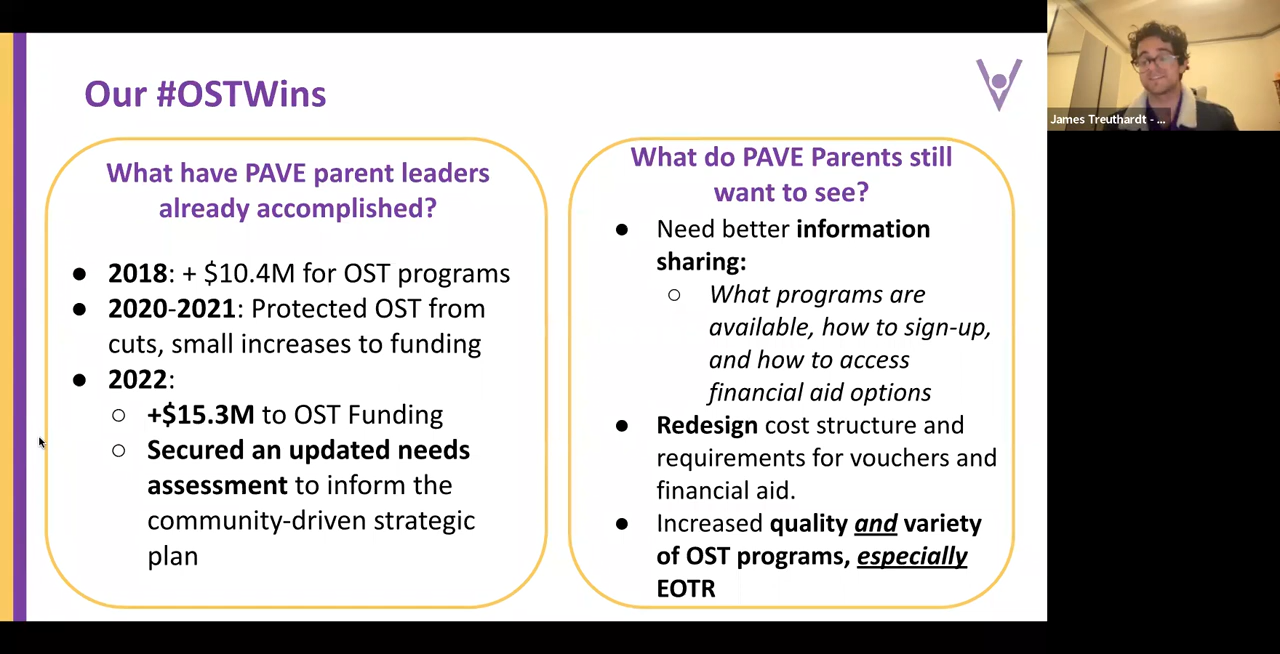 Our #OSTWins
What have PAVE parent leaders
already accomplished?
● 2018: + $10.4M for OST programs
● 2020-2021: Protected OST from
cuts, small increases to funding
● 2022:
○ +$15.3M to OST Funding
○ Secured an updated needs
assessment to inform the
community-driven strategic
plan
What do PAVE Parents still
want to see?
● Need better information
sharing:
○ What programs are
available, how to sign-up,
and how to access
financial aid options
● Redesign cost structure and
requirements for vouchers and
financial aid.
● Increased quality and variety
of OST programs, especially
EOTR
James Treuthardt - ...